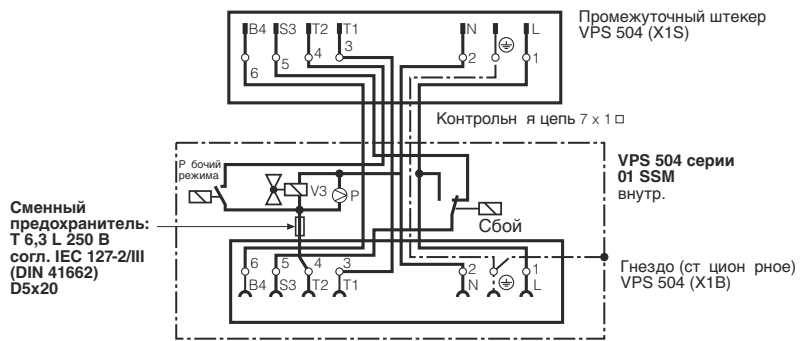 Промежуточный штекер
VPS 504 (X1S)
B4 S3 T2 T1 N L
6 5 4 3 2 1
Контрольн я цепь 7 x 1
Р бочий
режима
V3
P
Сбой
VPS 504 серии
01 SSM
внутр.
Сменный
предохранитель:
T 6,3 L 250 В
согл. IEC 127-2/III
(DIN 41662)
D5x20
6 5 4 3 2 1
B4 S3 T2 T1 N L
Гнездо (ст цион рное)
VPS 504 (X1B)